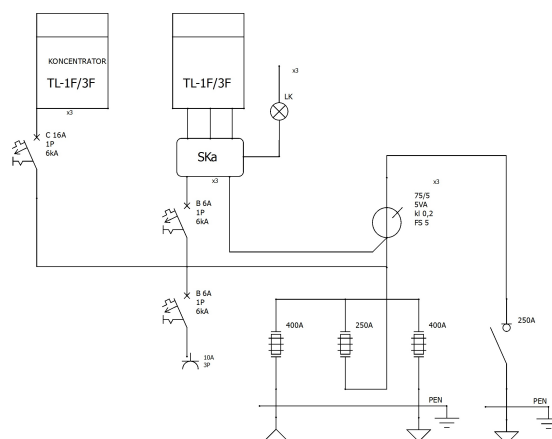 KONCENTRATOR
TL-1F/3F
x3
TL-1F/3F
x3
LK
C 16A
1P
6kA
SKa
x3
x3
75/5
5VA
kl 0,2
FS 5
B 6A
1P
6kA
B 6A
1P
6kA
10A
3P
400A
250A
400A
250A
PEN
PEN